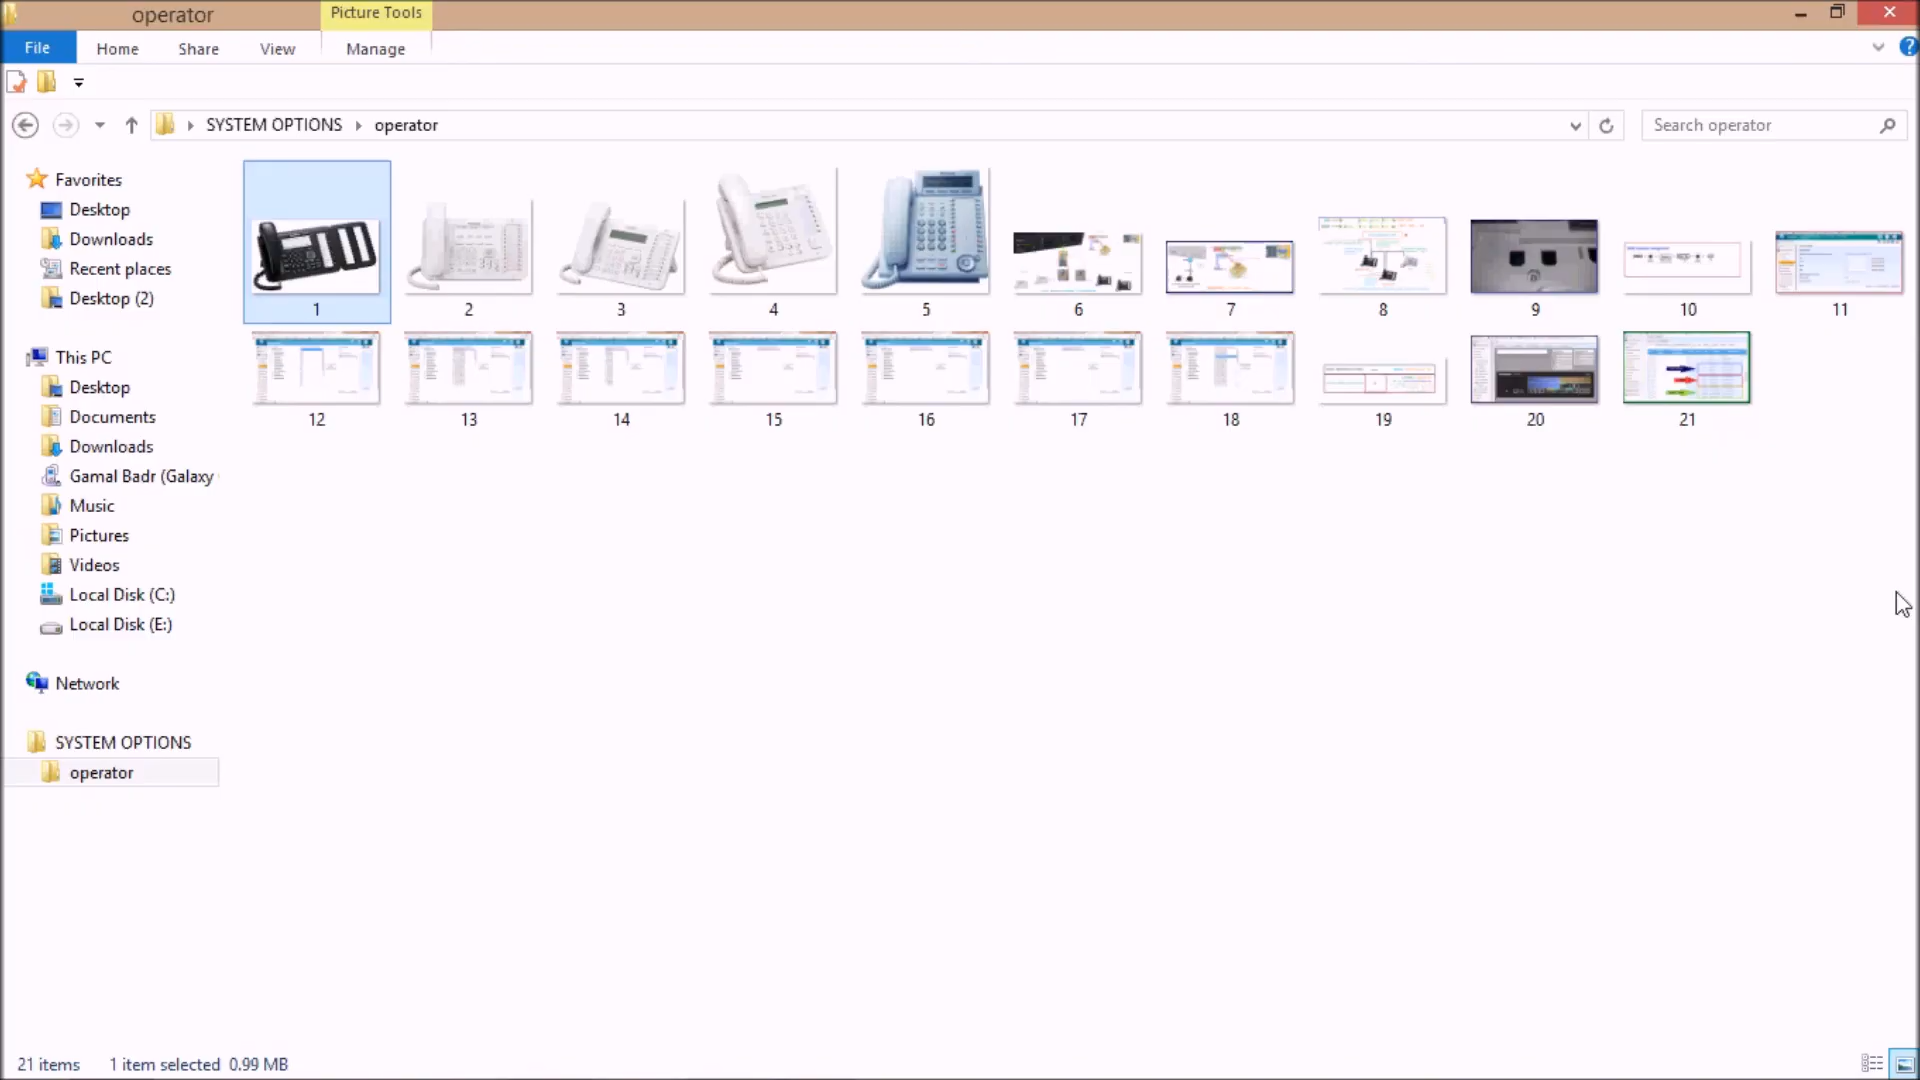 operator
Picture Tools
File
Home
Share
View
Manage
SYSTEM OPTIONS
operator
Search operator
Favorites
Desktop
Downloads
Recent places
Desktop (2)
This PC
Desktop
Documents
Downloads
Gamal Badr (Galaxy
Music
Pictures
Videos
Local Disk (C:)
Local Disk (E:)
Network
SYSTEM OPTIONS
operator
1
2
3
4
5
6
7
8
9
10
11
12
13
14
15
16
17
18
19
20
21
21 items
1 item selected 0.99 MB